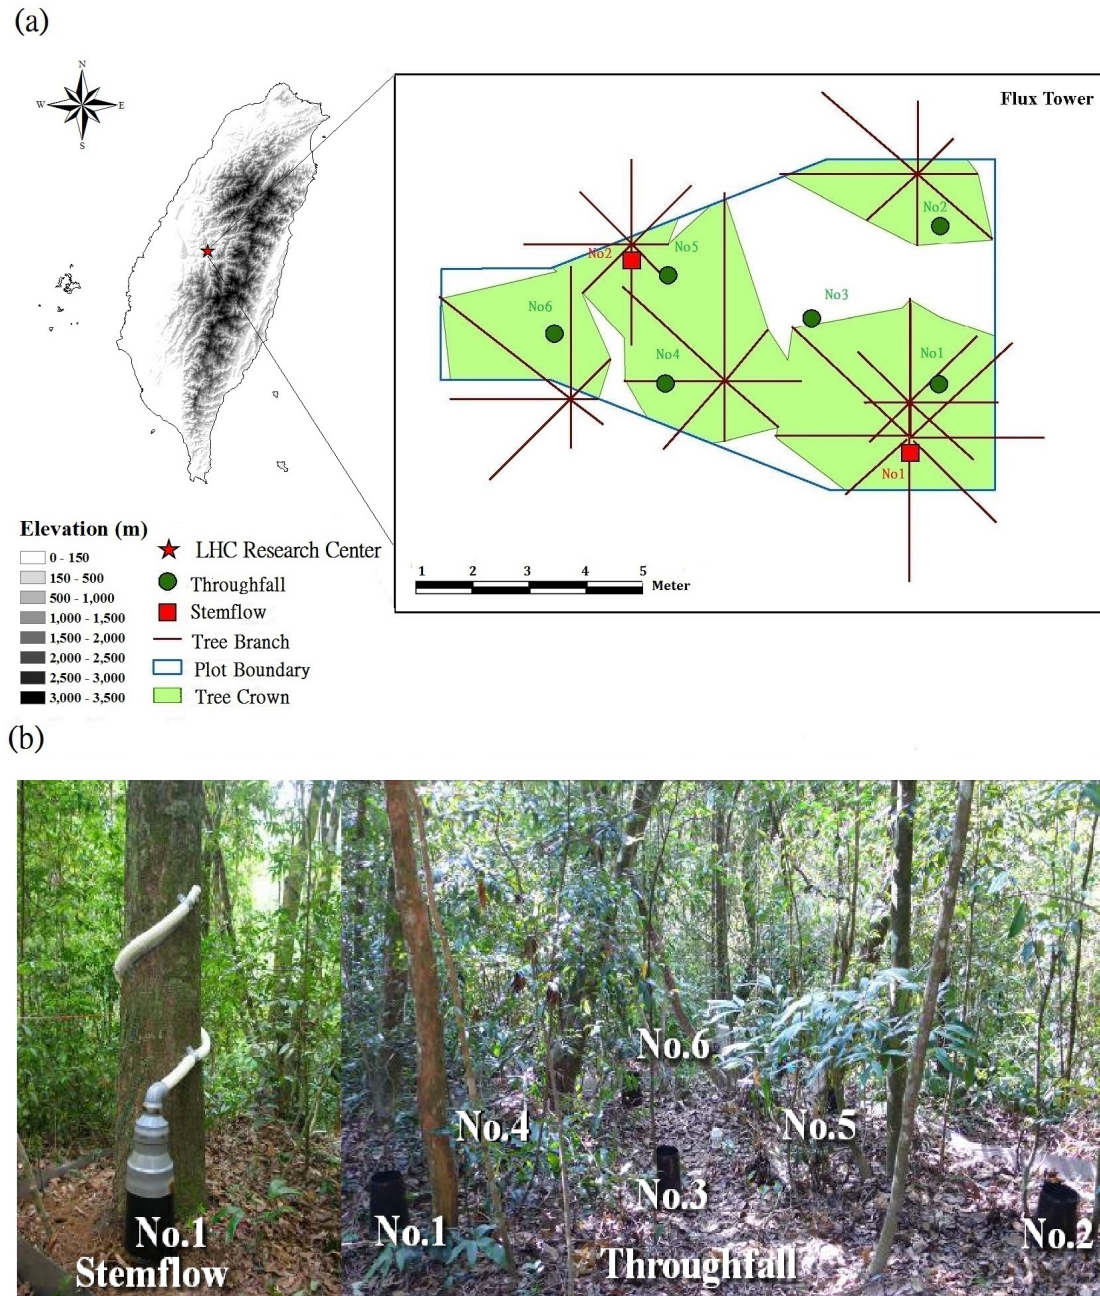 (a)
N
W
E
S
Flux Tower
No2
No2
No5
No3
No6
No4
No1
No1
Elevation (m)
0 - 150
150 - 500
500 - 1,000
1,000 - 1,500
1,500 - 2,000
2,000 - 2,500
2,500 - 3,000
3,000 - 3,500
LHC Research Center
Throughfall
Stemflow
Tree Branch
Plot Boundary
Tree Crown
1 2 3 4 5
Meter
(b)
No.6
No.4
No.5
No.3
No.1
No.1
No.2
Stemflow
Throughfall